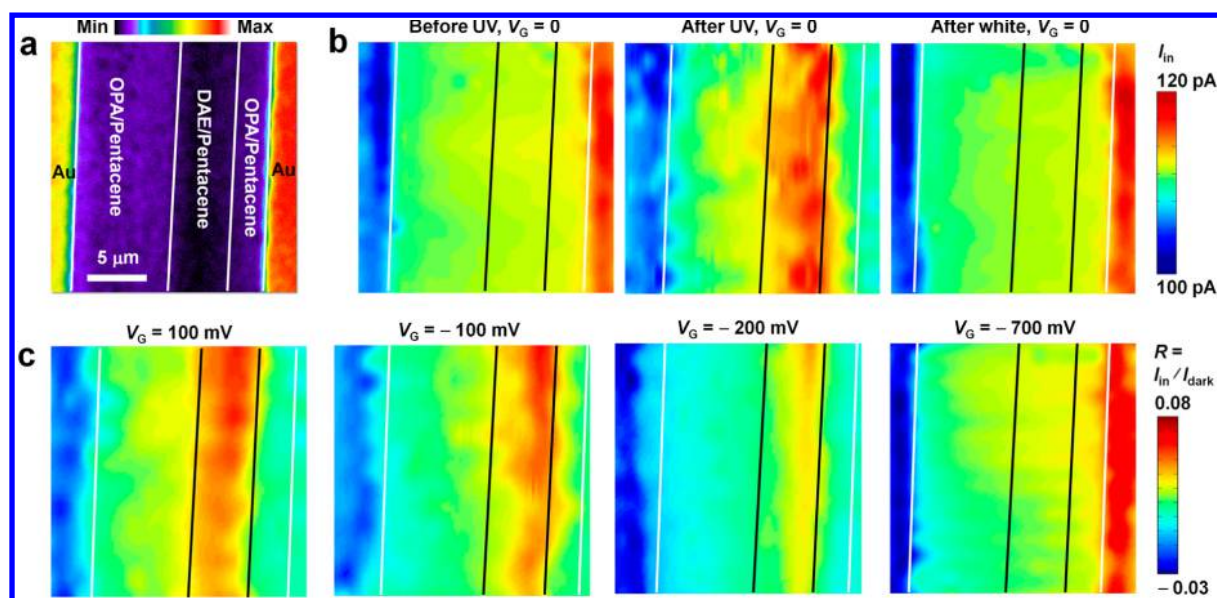 a
Min
Max
Au
OPA/Pentacene
DAE/Pentacene
OPA/Pentacene
Au
5 μm
b
Before UV, VG = 0
After UV, VG = 0
After white, VG = 0
Iin
120 pA
100 pA
c
VG = 100 mV
VG = − 100 mV
VG = − 200 mV
VG = − 700 mV
R =
Iin / Idark
0.08
− 0.03